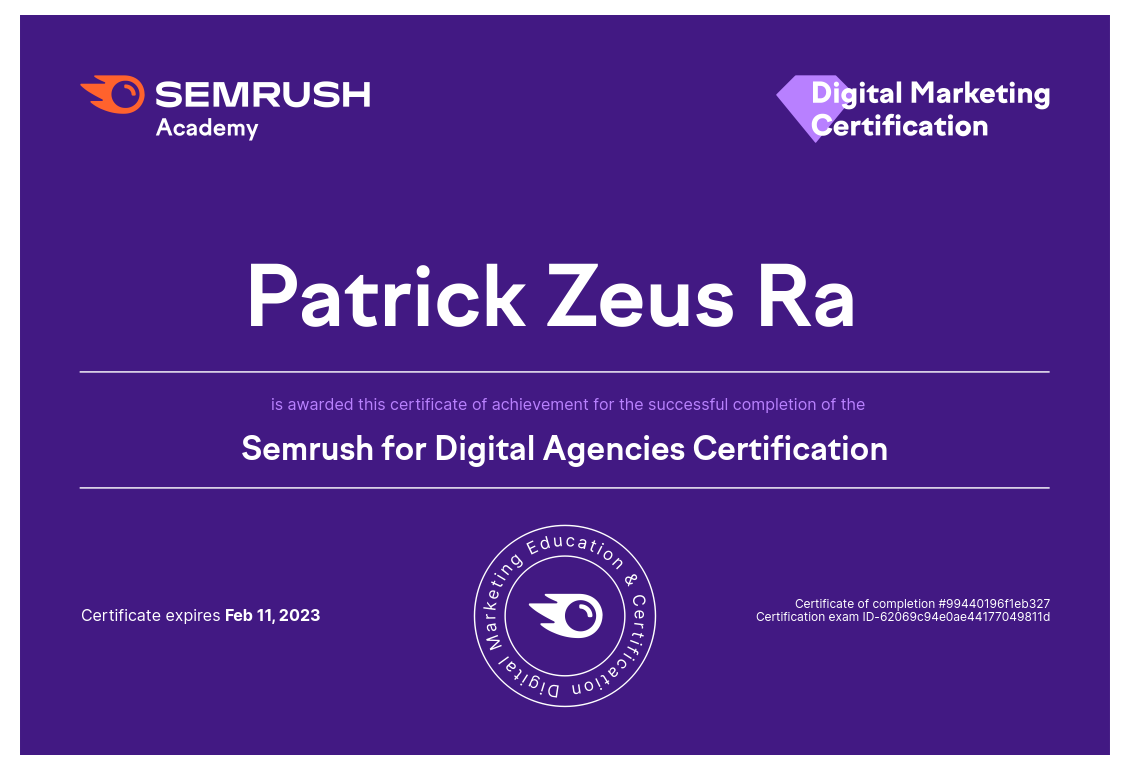 SEMRUSH
Academy
Digital Marketing
Certification
Patrick Zeus Ra
is awarded this certificate of achievement for the successful completion of the
Semrush for Digital Agencies Certification
Certificate expires Feb 11, 2023
Digital Marketing Education & Certification
Certificate of completion #99440196f1eb327
Certification exam ID-62069c94e0ae44177049811d